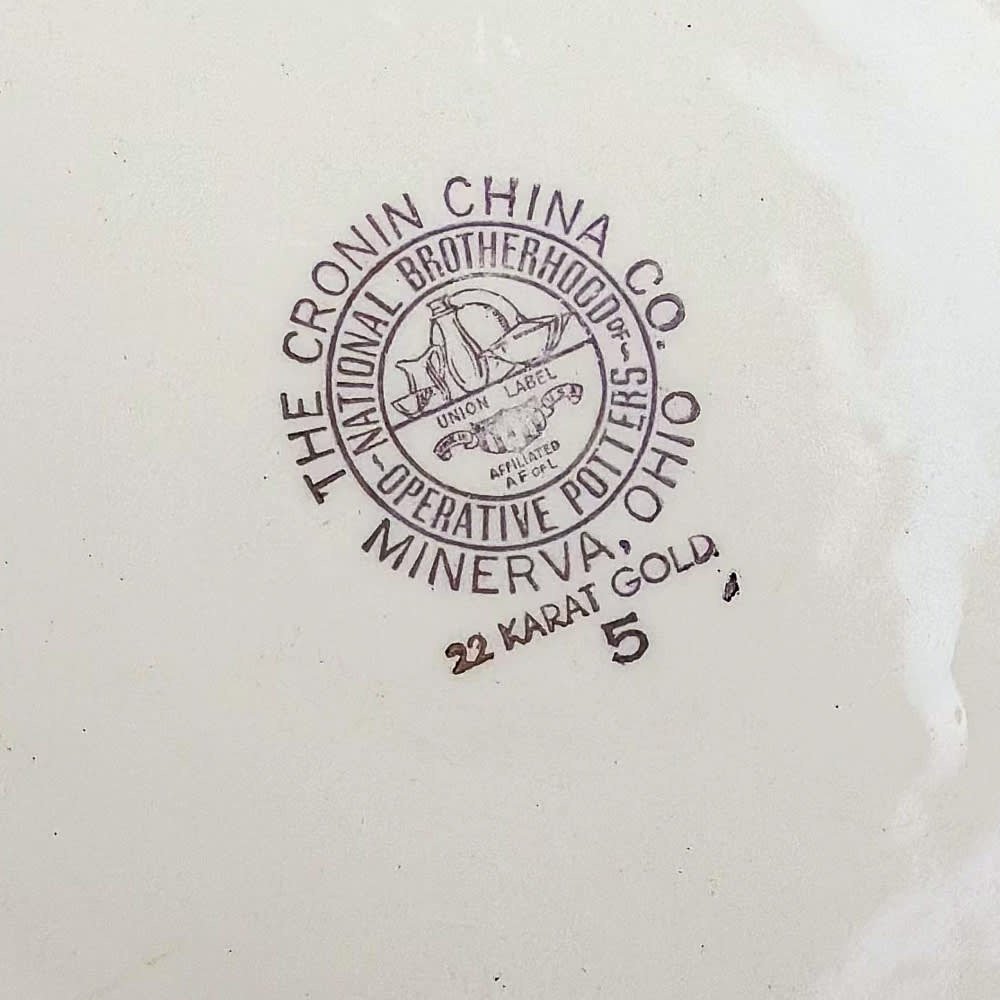 THE CRONIN CHINA CO.
MINERVA, OHIO
NATIONAL BROTHERHOOD OF
OPERATIVE POTTERS
UNION LABEL
AFFILIATED
A F OF L
22 KARAT GOLD
5